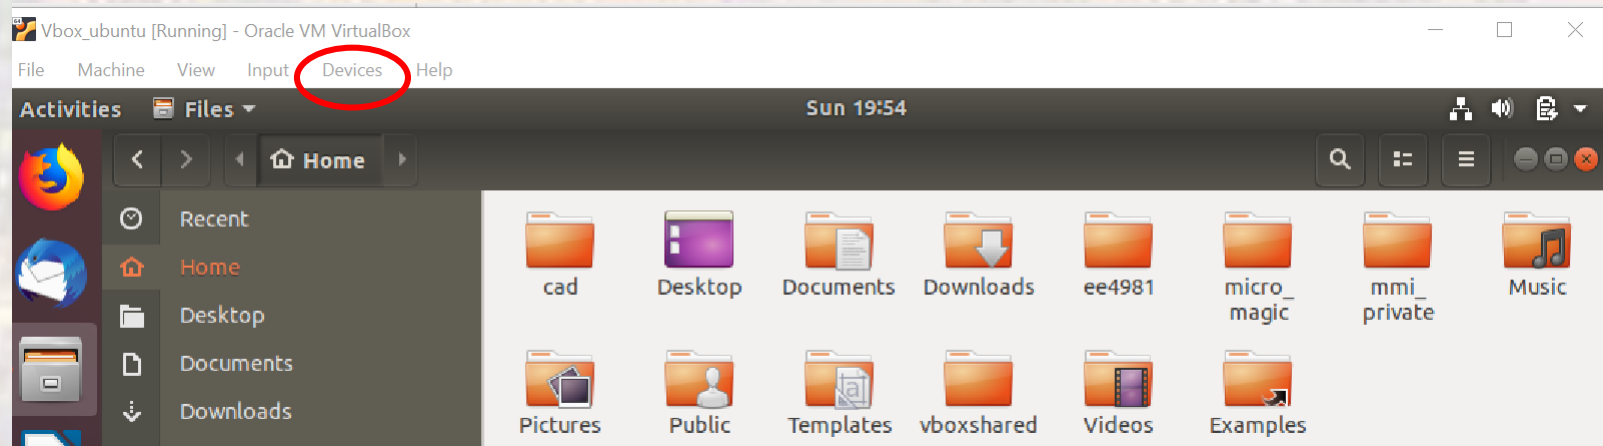 Vbox_ubuntu [Running] - Oracle VM VirtualBox
File Machine View Input Devices Help
Activities Files Sun 19:54
Home
Recent
Home
Desktop
Documents
Downloads
cad Desktop Documents Downloads ee4981 micro_ mmi_ Music
magic private
Pictures Public Templates vboxshared Videos Examples